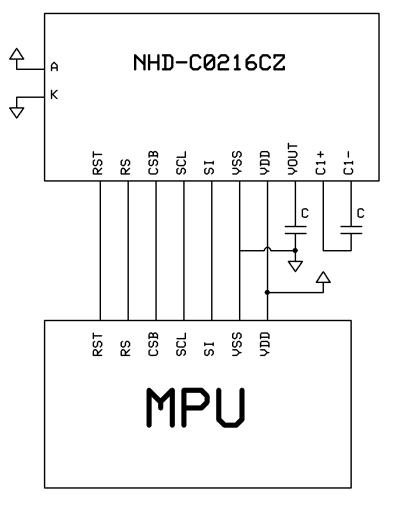 NHD-C0216CZ
A
K
RST RS CSB SCL SI VSS VDD VOUT C1+ C1-
C C
RST RS CSB SCL SI VSS VDD
MPU